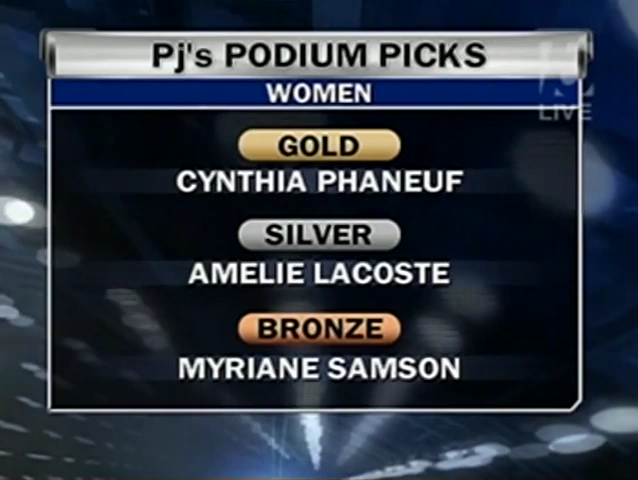 Pj's PODIUM PICKS
WOMEN
LIVE
GOLD
CYNTHIA PHANEUF
SILVER
AMELIE LACOSTE
BRONZE
MYRIANE SAMSON